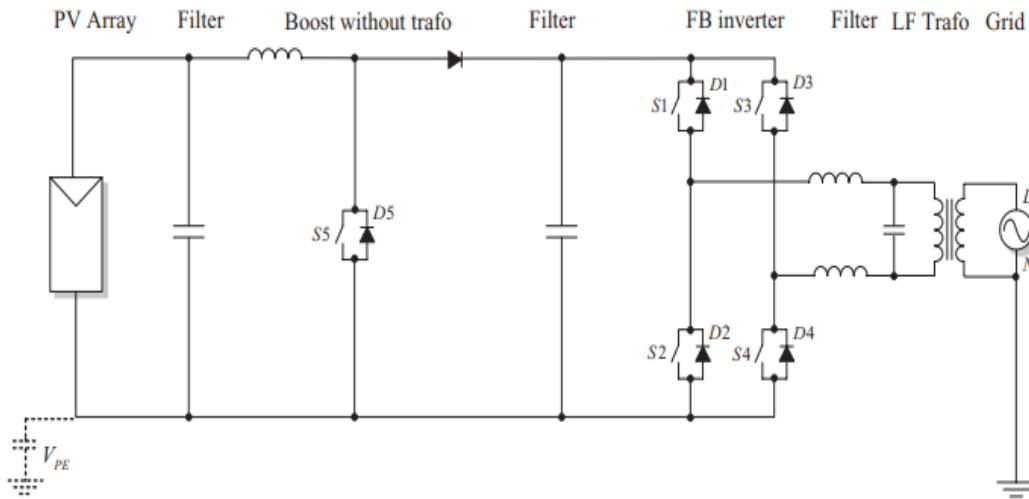 PV Array Filter Boost without trafo Filter FB inverter Filter LF Trafo Grid
D1 D3
S1 S3
L
D5
S5
N
D2 D4
S2 S4
V_PE